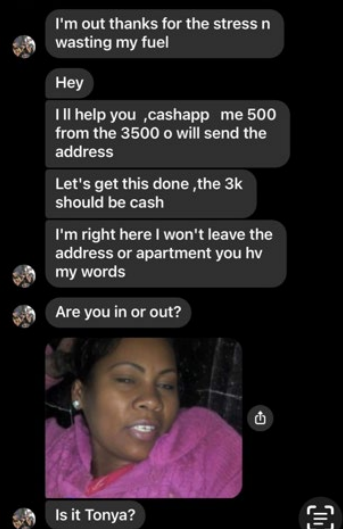 I'm out thanks for the stress n
wasting my fuel
Hey
I ll help you ,cashapp me 500
from the 3500 o will send the
address
Let's get this done ,the 3k
should be cash
I'm right here I won't leave the
address or apartment you hv
my words
Are you in or out?
Is it Tonya?